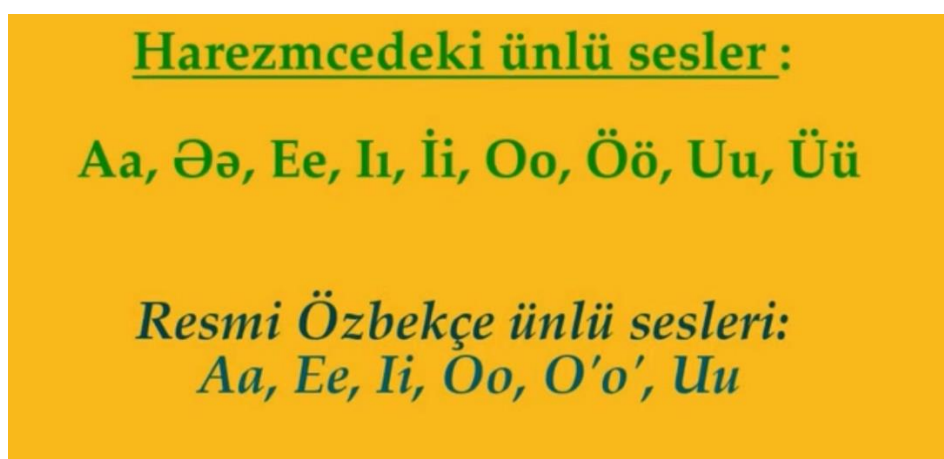 Harezmcedeki ünlü sesler :
Aa, Əə, Ee, Iı, İi, Oo, Öö, Uu, Üü
Resmi Özbekçe ünlü sesleri:
Aa, Ee, Ii, Oo, O'o', Uu